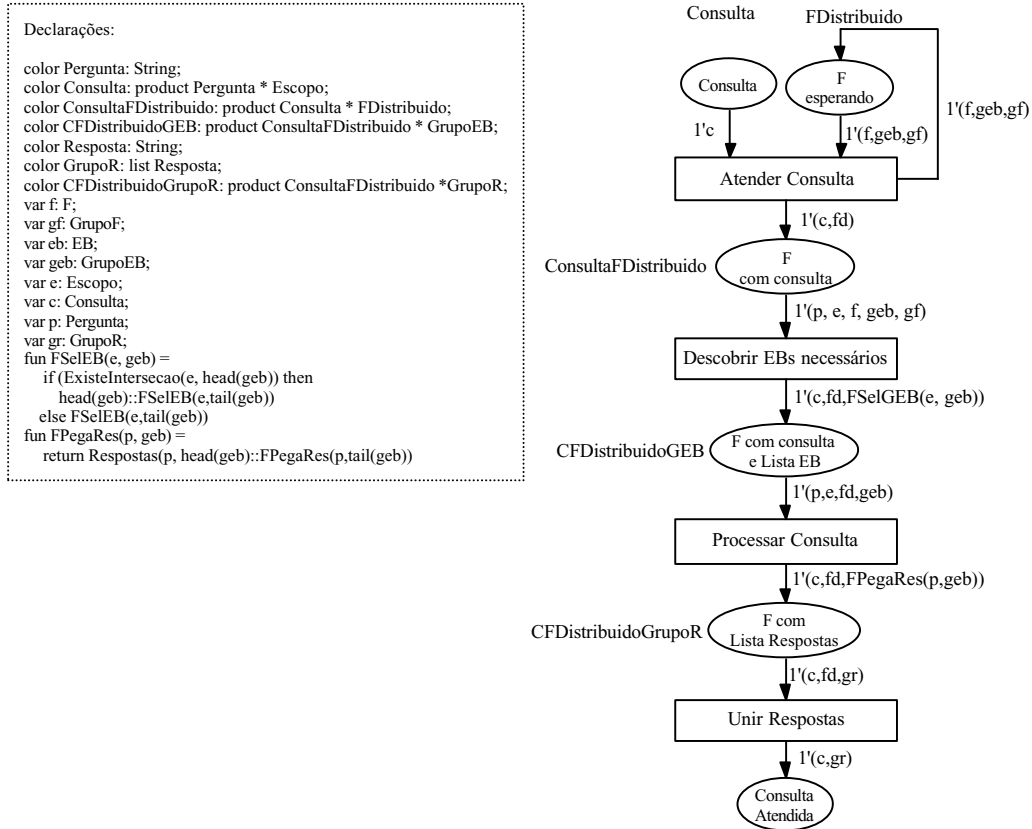 Declarações:
color Pergunta: String;
color Consulta: product Pergunta * Escopo;
color ConsultaFDistribuido: product Consulta * FDistribuido;
color CFDistribuidoGEB: product ConsultaFDistribuido * GrupoEB;
color Resposta: String;
color GrupoR: list Resposta;
color CFDistribuidoGrupoR: product ConsultaFDistribuido *GrupoR;
var f: F;
var gf: GrupoF;
var eb: EB;
var geb: GrupoEB;
var e: Escopo;
var c: Consulta;
var p: Pergunta;
var gr: GrupoR;
fun FSelEB(e, geb) =
if (ExisteIntersecao(e, head(geb)) then
head(geb)::FSelEB(e,tail(geb))
else FSelEB(e,tail(geb))
fun FPegaRes(p, geb) =
return Respostas(p, head(geb)::FPegaRes(p,tail(geb))
Consulta
FDistribuido
Consulta
F
esperando
1'c
1'(f,geb,gf)
1'(f,geb,gf)
Atender Consulta
1'(c,fd)
ConsultaFDistribuido
F
com consulta
1'(p, e, f, geb, gf)
Descobrir EBs necessários
1'(c,fd,FSelGEB(e, geb))
CFDistribuidoGEB
F com consulta
e Lista EB
1'(p,e,fd,geb)
Processar Consulta
1'(c,fd,FPegaRes(p,geb))
CFDistribuidoGrupoR
F com
Lista Respostas
1'(c,fd,gr)
Unir Respostas
1'(c,gr)
Consulta
Atendida